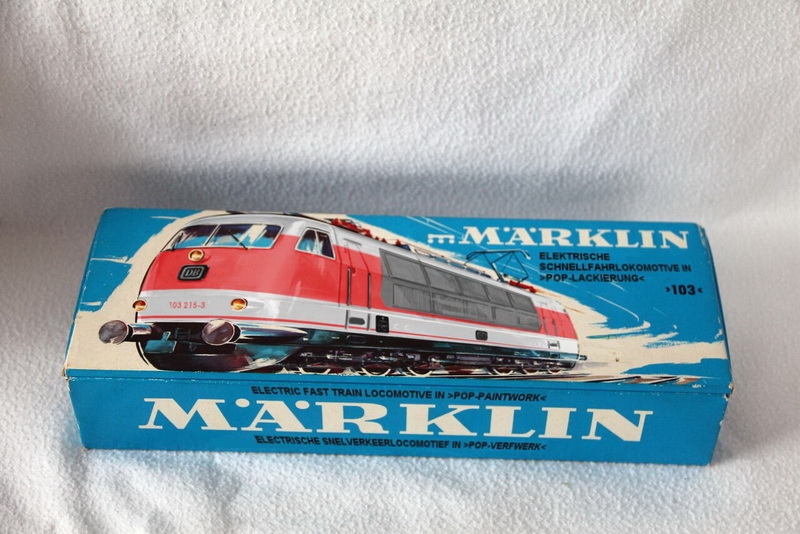 MÄRKLIN
ELEKTRISCHE
SCHNELLFAHRLOKOMOTIVE IN
>POP-LACKIERUNG<
>103<
DB
103 215-3
ELECTRIC FAST TRAIN LOCOMOTIVE IN >POP-PAINTWORK<
MÄRKLIN
ELECTRISCHE SNELVERKEERLOCOMOTIEF IN >POP-VERFWERK<